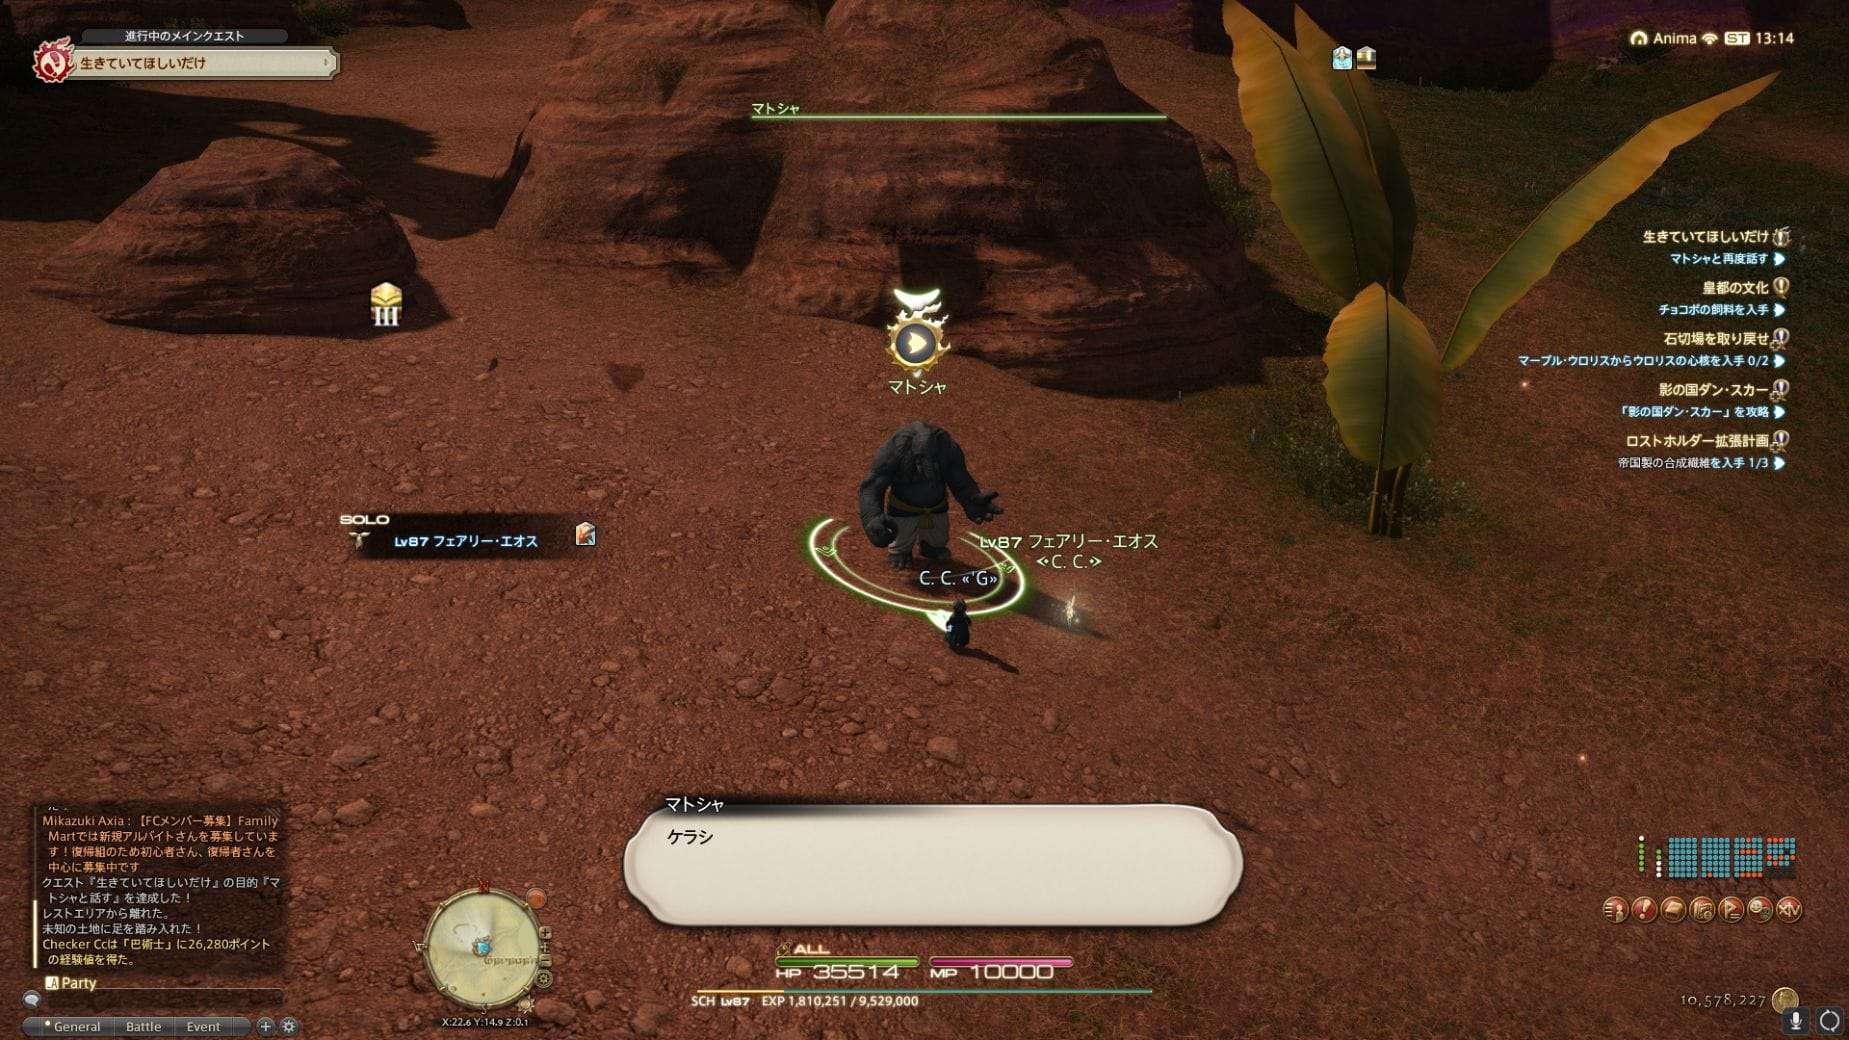 進行中のメインクエスト
生きていてほしいだけ
Anima ST 13:14
マトシャ
生きていてほしいだけ
マトシャと再度話す
皇都の文化
チョコボの飼料を入手
石切場を取り戻せ
マーブル・ウロリスからウロリスの心核を入手 0/2
影の国ダン・スカー
「影の国ダン・スカー」を攻略
ロストホルダー拡張計画
帝国製の合成繊維を入手 1/3
III
マトシャ
SOLO
Lv87 フェアリー・エオス
Lv87 フェアリー・エオス
«C. C.»
C. C. «'G»
マトシャ
ケラシ
Mikazuki Axia : 【FCメンバー募集】Family
Martでは新規アルバイトさんを募集していま
す！復帰組のため初心者さん、復帰者さんを
中心に募集中です
クエスト『生きていてほしいだけ』の目的『マ
トシャと話す』を達成した！
レストエリアから離れた。
未知の土地に足を踏み入れた！
Checker Ccは「巴術士」に26,280ポイント
の経験値を得た。
Party
General Battle Event
X:22.6 Y:14.9 Z:0.1
ALL
HP 35514 MP 10000
SCH Lv87 EXP 1,810,251 / 9,529,000
XIV
10,578,227